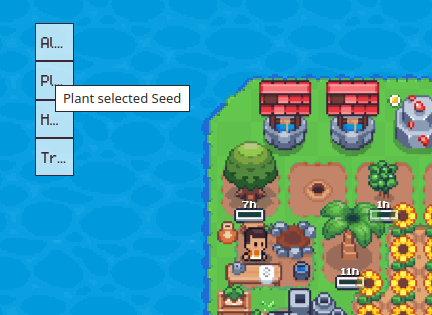 Al...
Pl...
Plant selected Seed
H...
Tr...
7h
1h
11h